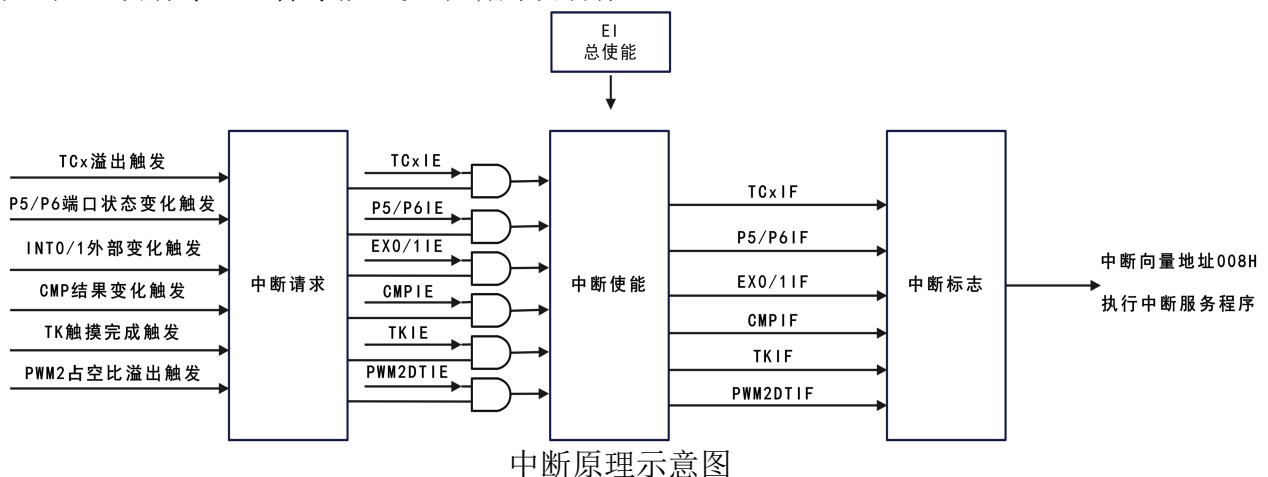 EI
总使能
TCx溢出触发
P5/P6端口状态变化触发
INT0/1外部变化触发
CMP结果变化触发
TK触摸完成触发
PWM2占空比溢出触发
中断请求
TCxIE
P5/P6IE
EX0/1IE
CMPIE
TKIE
PWM2DTIE
中断使能
TCxIF
P5/P6IF
EX0/1IF
CMPIF
TKIF
PWM2DTIF
中断标志
中断向量地址008H
执行中断服务程序
中断原理示意图